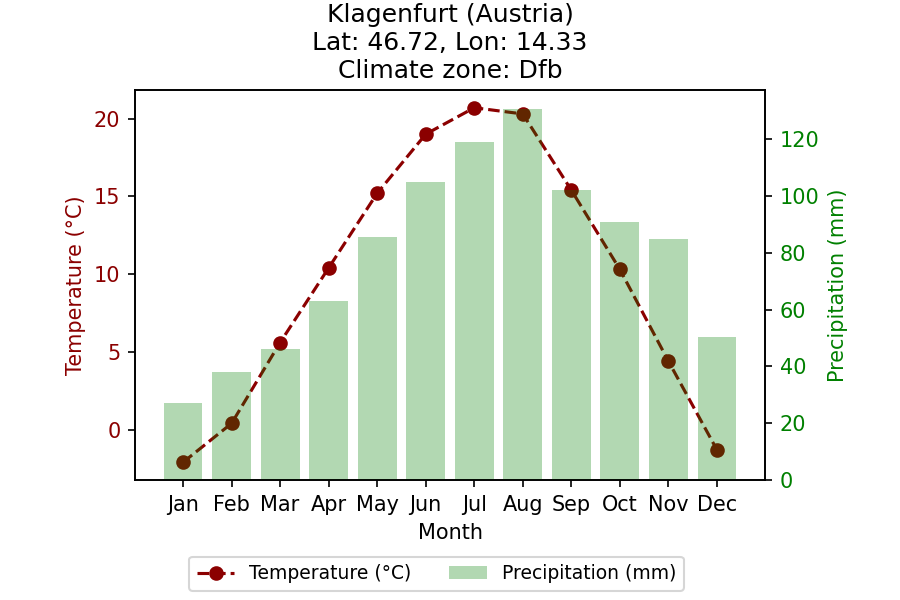 Klagenfurt (Austria)
Lat: 46.72, Lon: 14.33
Climate zone: Dfb
Temperature (°C)
20
15
10
5
0
120
100
80
60
40
20
0
Precipitation (mm)
Jan Feb Mar Apr May Jun Jul Aug Sep Oct Nov Dec
Month
Temperature (°C) Precipitation (mm)